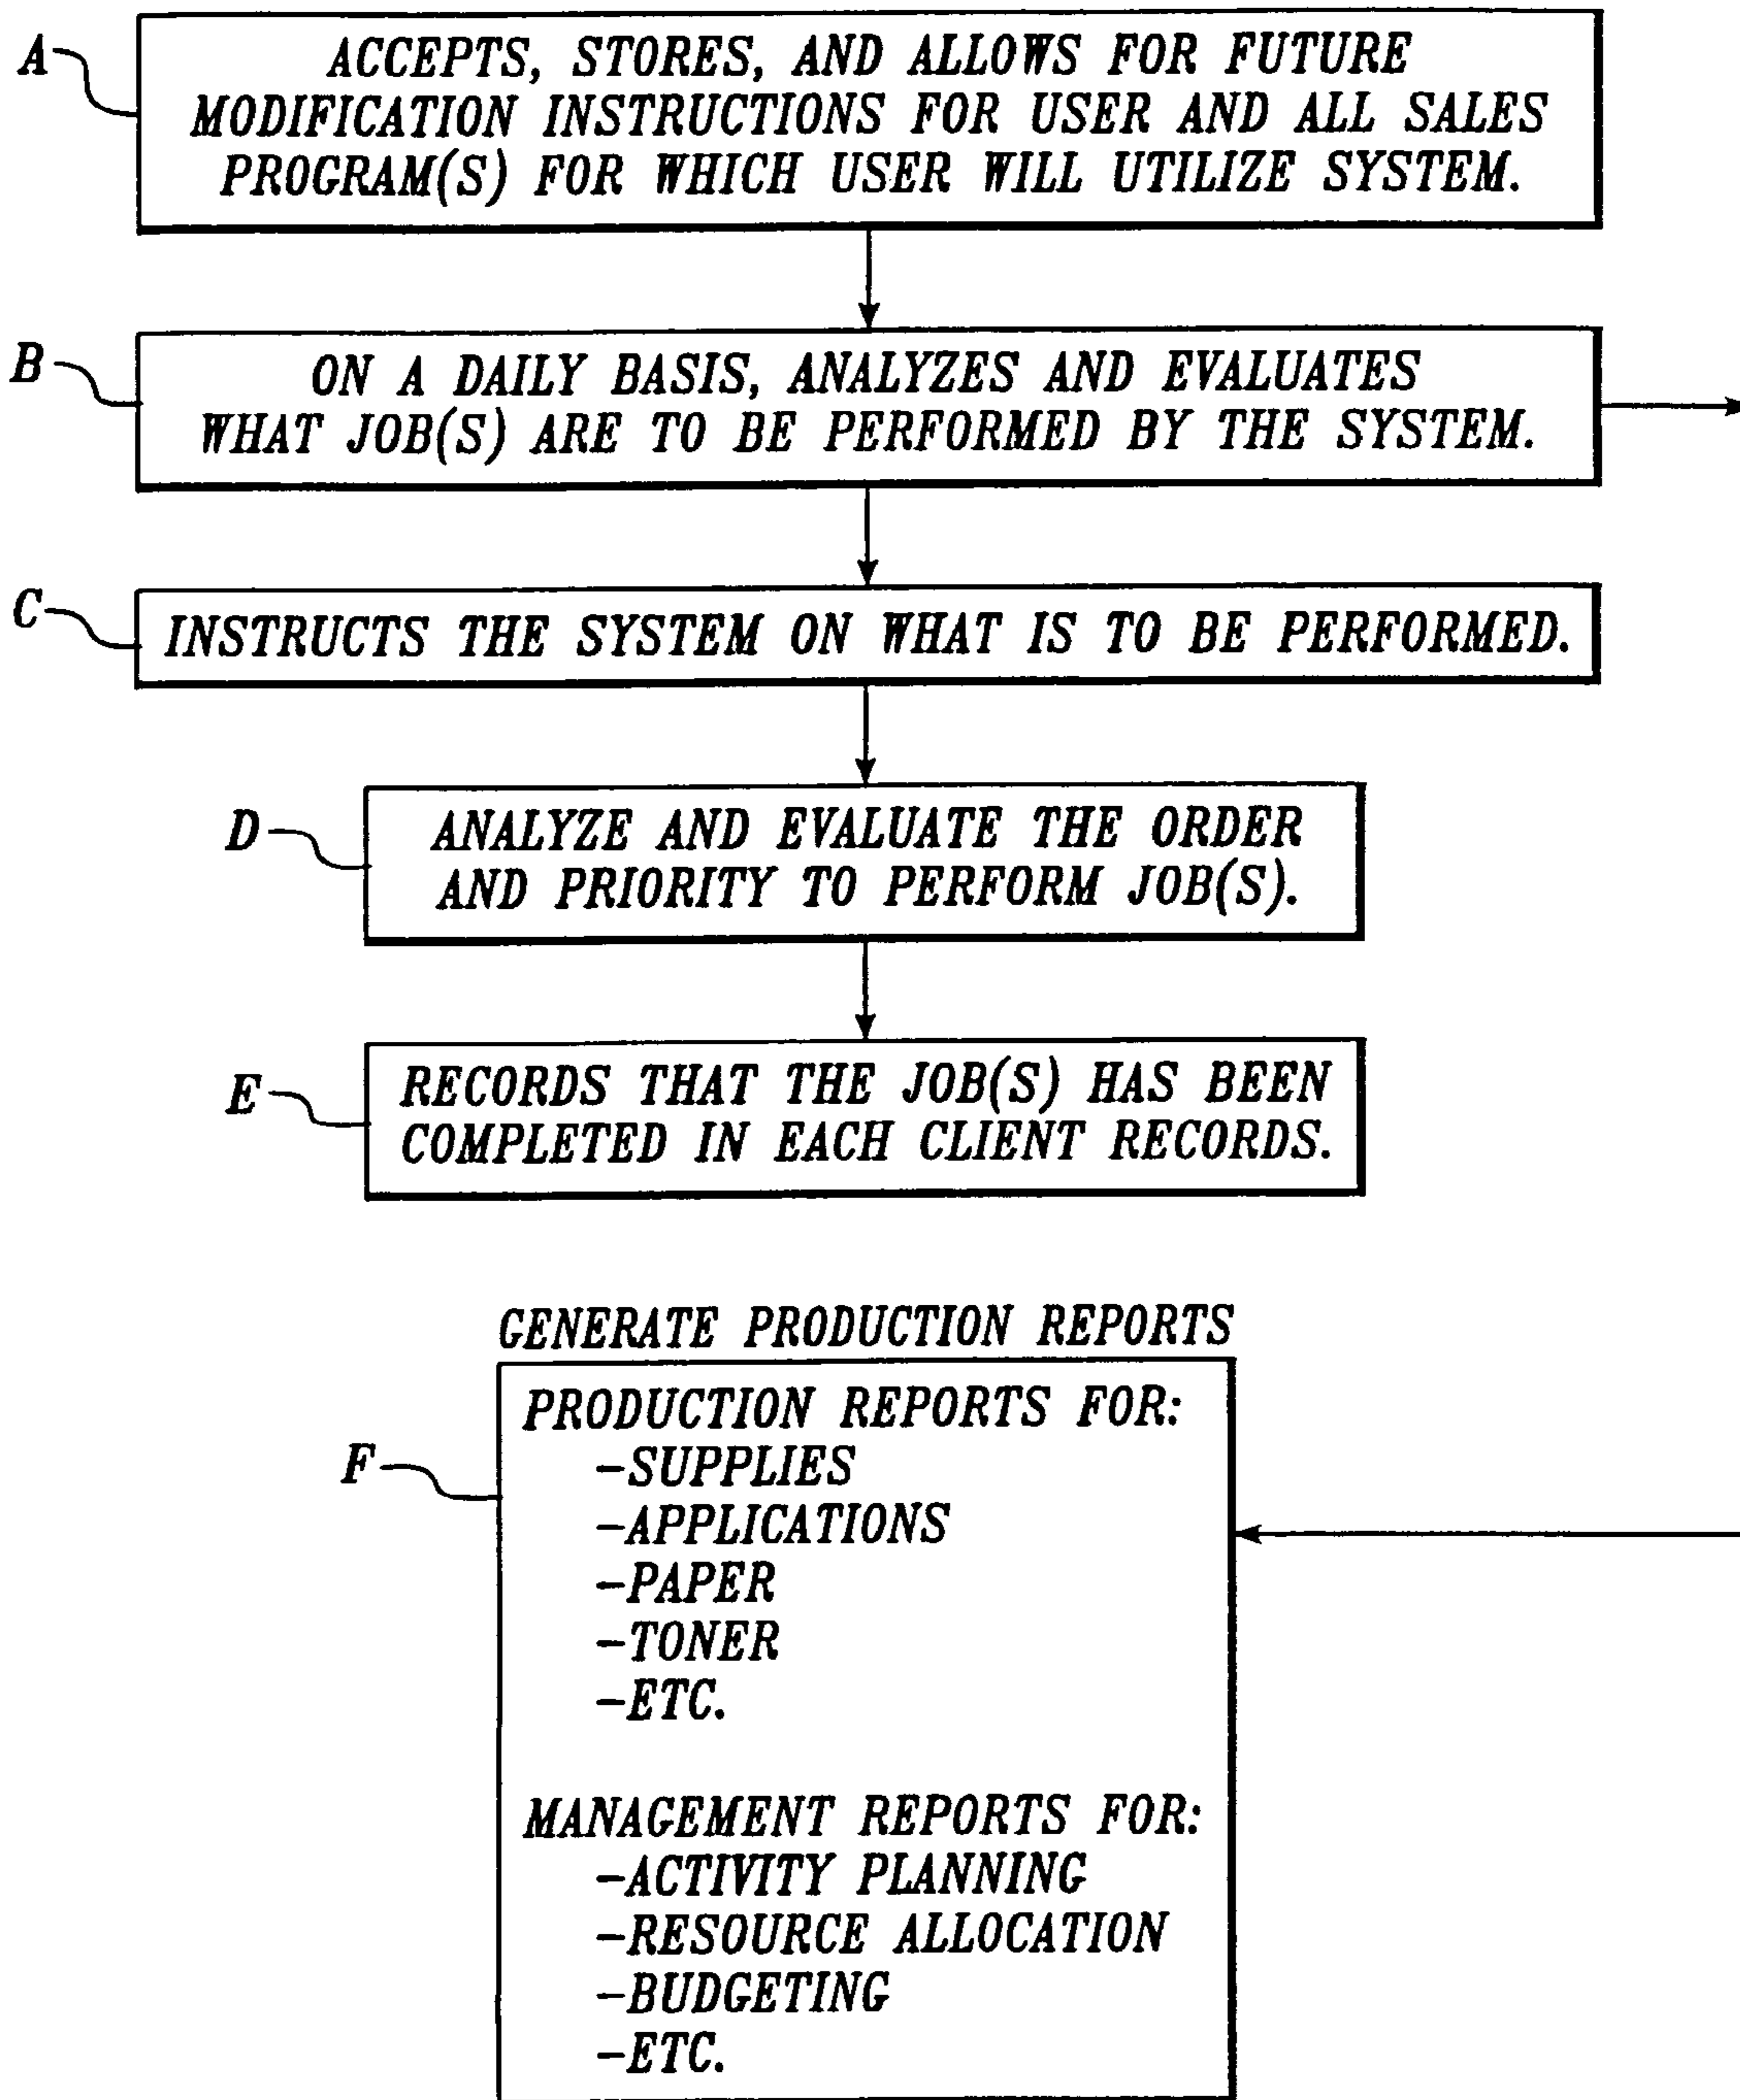 A
ACCEPTS, STORES, AND ALLOWS FOR FUTURE
MODIFICATION INSTRUCTIONS FOR USER AND ALL SALES
PROGRAM(S) FOR WHICH USER WILL UTILIZE SYSTEM.
B
ON A DAILY BASIS, ANALYZES AND EVALUATES
WHAT JOB(S) ARE TO BE PERFORMED BY THE SYSTEM.
C
INSTRUCTS THE SYSTEM ON WHAT IS TO BE PERFORMED.
D
ANALYZE AND EVALUATE THE ORDER
AND PRIORITY TO PERFORM JOB(S).
E
RECORDS THAT THE JOB(S) HAS BEEN
COMPLETED IN EACH CLIENT RECORDS.
GENERATE PRODUCTION REPORTS
F
PRODUCTION REPORTS FOR:
-SUPPLIES
-APPLICATIONS
-PAPER
-TONER
-ETC.
MANAGEMENT REPORTS FOR:
-ACTIVITY PLANNING
-RESOURCE ALLOCATION
-BUDGETING
-ETC.